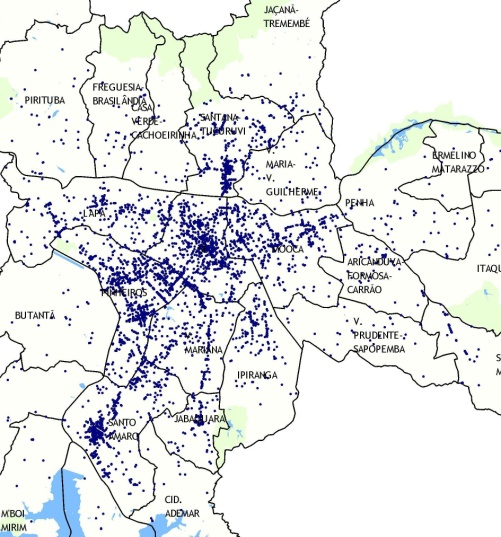 JAÇANÃ-
TREMEMBÉ
PIRITUBA
FREGUESIA
BRASILÂNDIA
CASA
VERDE-
CACHOEIRINHA
SANTANA-
TUCURUVI
V.
MARIA-
V.
GUILHERME
ERMELINO
MATARAZZO
PENHA
LAPA
MOOCA
ARICANDUVA-
FORMOSA-
CARRÃO
ITAQU
PINHEIROS
BUTANTÃ
V.
MARIANA
V.
PRUDENTE-
SAPOPEMBA
S
M
IPIRANGA
SANTO
AMARO
JABAQUARA
CID.
ADEMAR
M'BOI
MIRIM